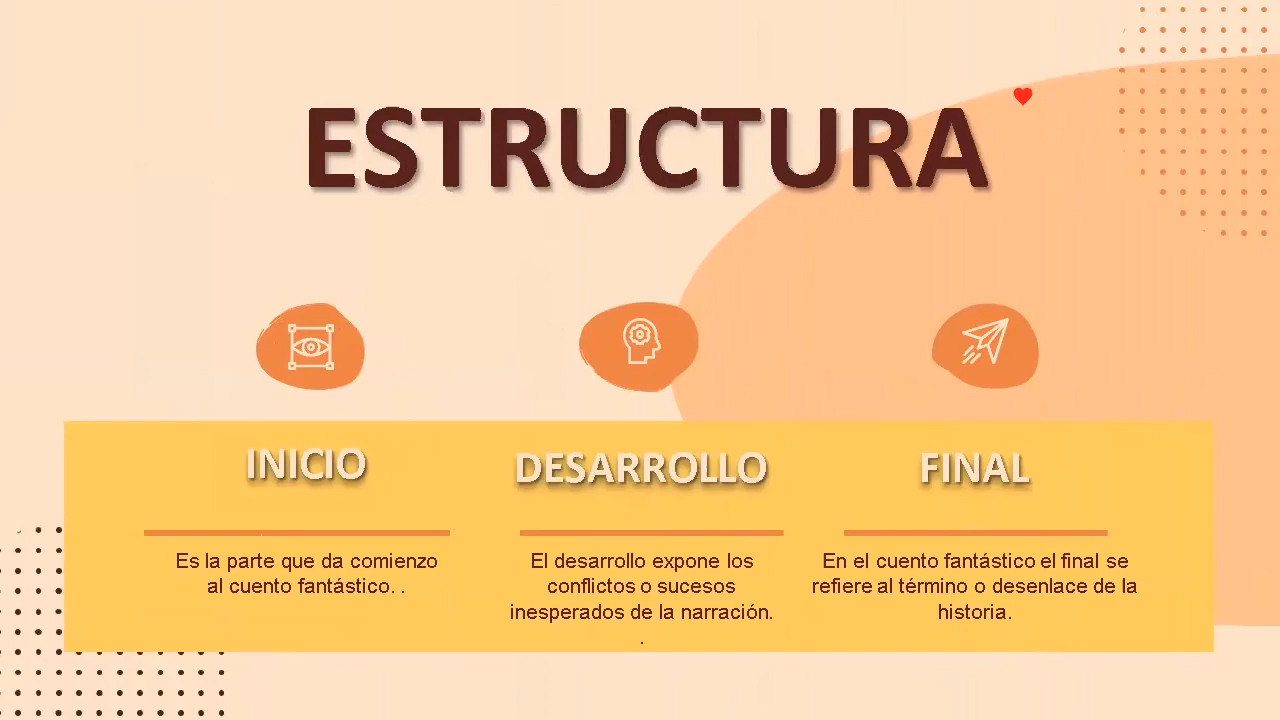 ESTRUCTURA
INICIO
Es la parte que da comienzo
al cuento fantástico. .
DESARROLLO
El desarrollo expone los
conflictos o sucesos
inesperados de la narración.
.
FINAL
En el cuento fantástico el final se
refiere al término o desenlace de la
historia.